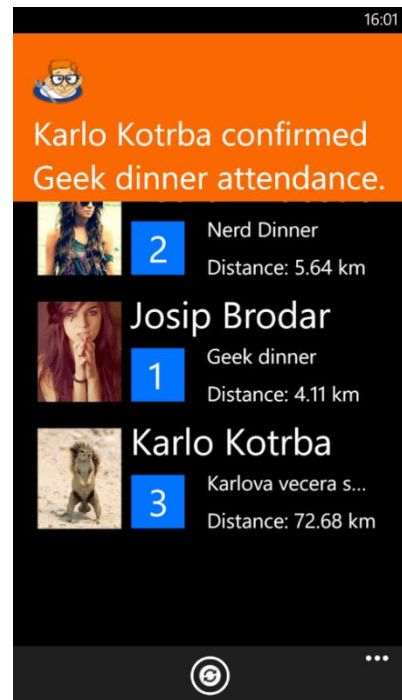 16:01
Karlo Kotrba confirmed
Geek dinner attendance.
2
Nerd Dinner
Distance: 5.64 km
Josip Brodar
1
Geek dinner
Distance: 4.11 km
Karlo Kotrba
3
Karlova vecera s...
Distance: 72.68 km